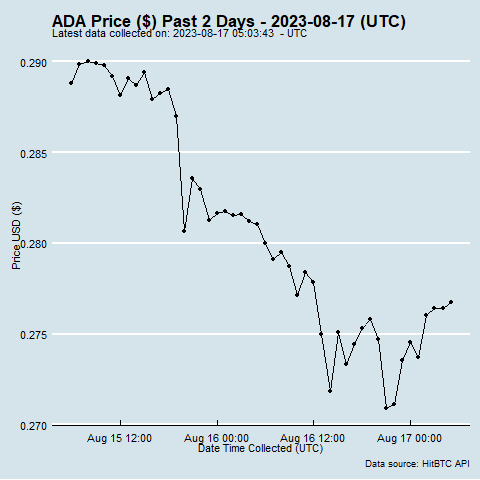 ADA Price ($) Past 2 Days - 2023-08-17 (UTC)
Latest data collected on: 2023-08-17 05:03:43 - UTC
0.290
0.285
0.280
0.275
0.270
Price USD ($)
Aug 15 12:00
Aug 16 00:00
Aug 16 12:00
Aug 17 00:00
Date Time Collected (UTC)
Data source: HitBTC API